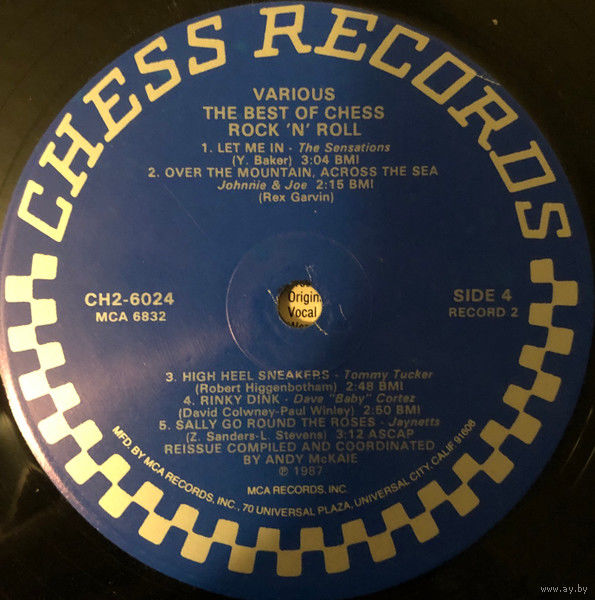 CHESS RECORDS
VARIOUS
THE BEST OF CHESS
ROCK 'N' ROLL
1. LET ME IN - The Sensations
(Y. Baker) 3:04 BMI
2. OVER THE MOUNTAIN, ACROSS THE SEA
Johnnie & Joe 2:15 BMI
(Rex Garvin)
CH2-6024
MCA 6832
Origin
Vocal
SIDE 4
RECORD 2
3. HIGH HEEL SNEAKERS - Tommy Tucker
(Robert Higgenbotham) 2:48 BMI
4. RINKY DINK - Dave "Baby" Cortez
(David Colwney-Paul Winley) 2:50 BMI
5. SALLY GO ROUND THE ROSES - Jaynetts
(Z. Sanders-L. Stevens) 3:12 ASCAP
REISSUE COMPILED AND COORDINATED
BY ANDY McKAIE
℗ 1987
MCA RECORDS, INC.
MFD. BY MCA RECORDS, INC., 70 UNIVERSAL PLAZA, UNIVERSAL CITY, CALIF. 91608
www.ay.by